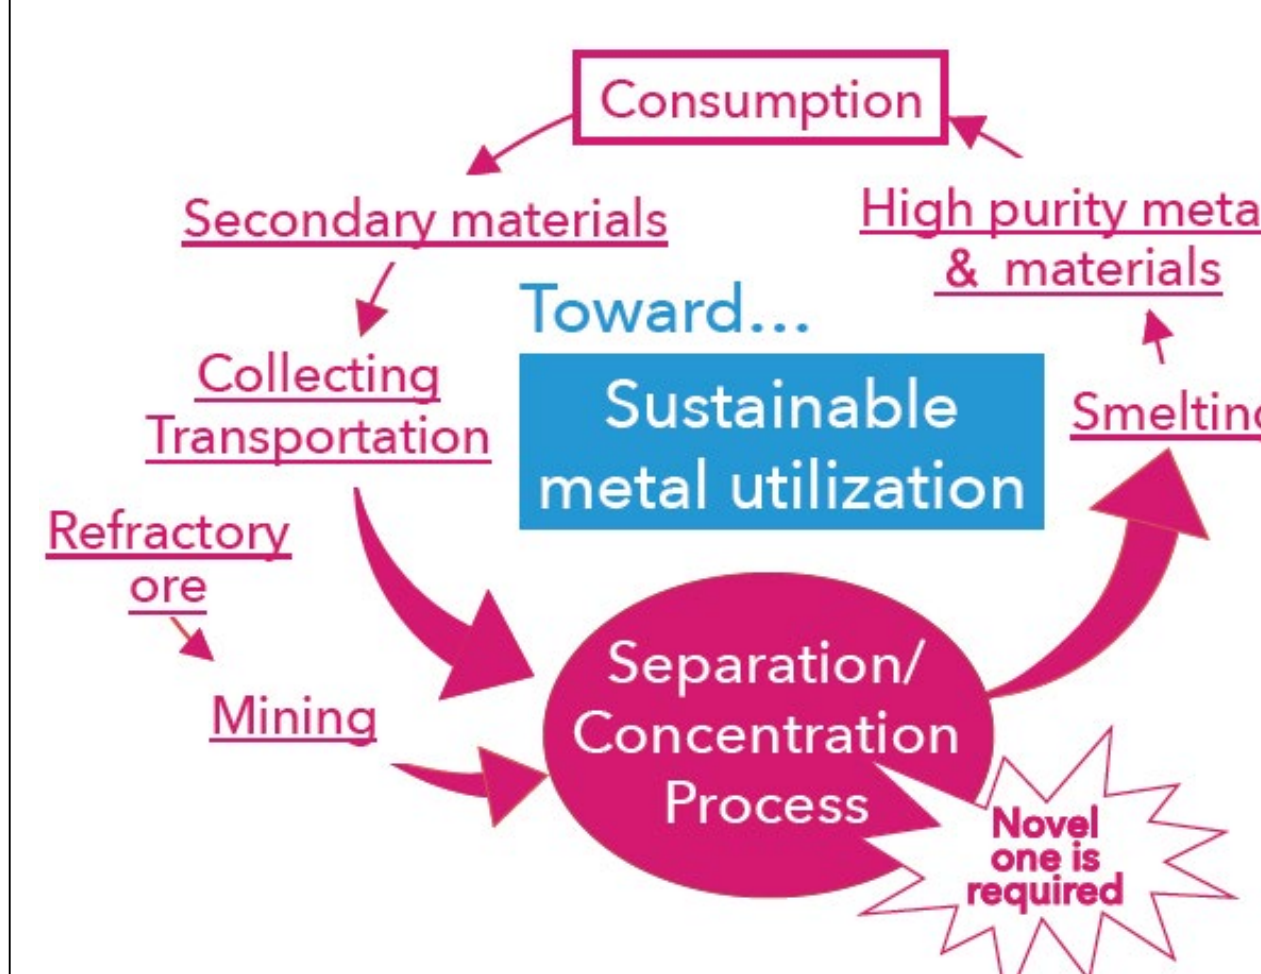 Consumption
Secondary materials
High purity meta
& materials
Toward...
Collecting
Transportation
Sustainable
metal utilization
Smelting
Refractory
ore
Mining
Separation/
Concentration
Process
Novel
one is
required